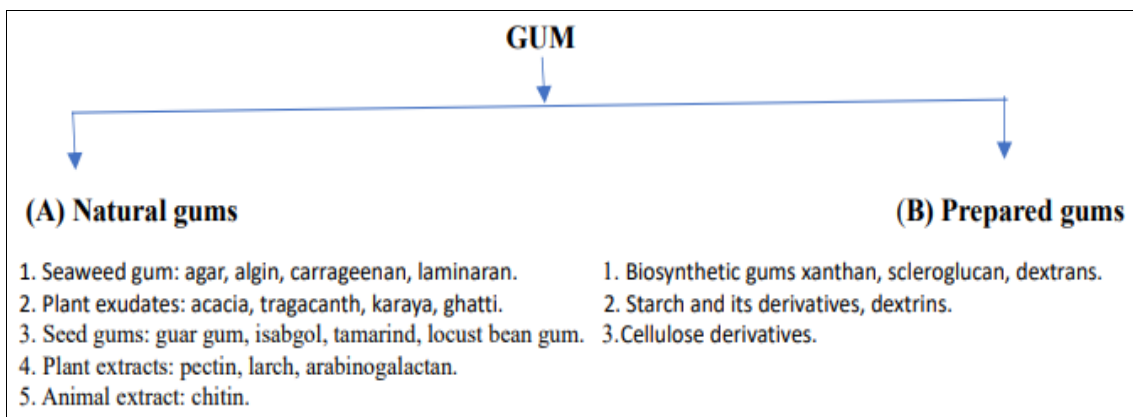 GUM
(A) Natural gums
(B) Prepared gums
1. Seaweed gum: agar, algin, carrageenan, laminaran.
2. Plant exudates: acacia, tragacanth, karaya, ghatti.
3. Seed gums: guar gum, isabgol, tamarind, locust bean gum.
4. Plant extracts: pectin, larch, arabinogalactan.
5. Animal extract: chitin.
1. Biosynthetic gums xanthan, scleroglucan, dextrans.
2. Starch and its derivatives, dextrins.
3.Cellulose derivatives.